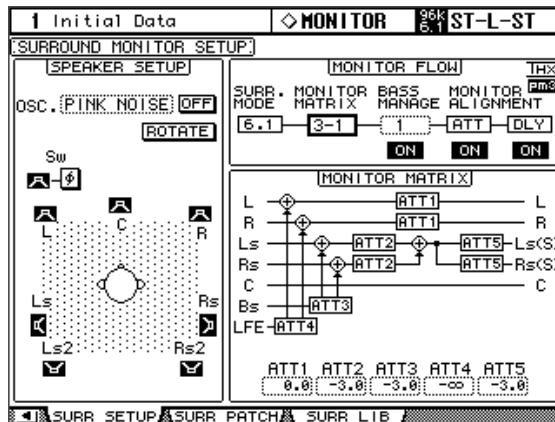 1 Initial Data
◇MONITOR
96K 6.1 ST-L-ST
SURROUND MONITOR SETUP
SPEAKER SETUP
OSC. PINK NOISE OFF
ROTATE
Sw
ϕ
L C R
Ls Rs
Ls2 Rs2
MONITOR FLOW
THX
pm3
SURR. MODE
MONITOR MATRIX
BASS MANAGE
MONITOR ALIGNMENT
6.1 3-1 1 ATT DLY
ON ON ON
MONITOR MATRIX
L ATT1 L
R ATT1 R
Ls ATT2 ATT5 Ls(S)
Rs ATT2 ATT5 Rs(S)
C C
Bs ATT3
LFE ATT4
ATT1 ATT2 ATT3 ATT4 ATT5
0.0 -3.0 -3.0 -∞ -3.0
SURR SETUP SURR PATCH SURR LIB